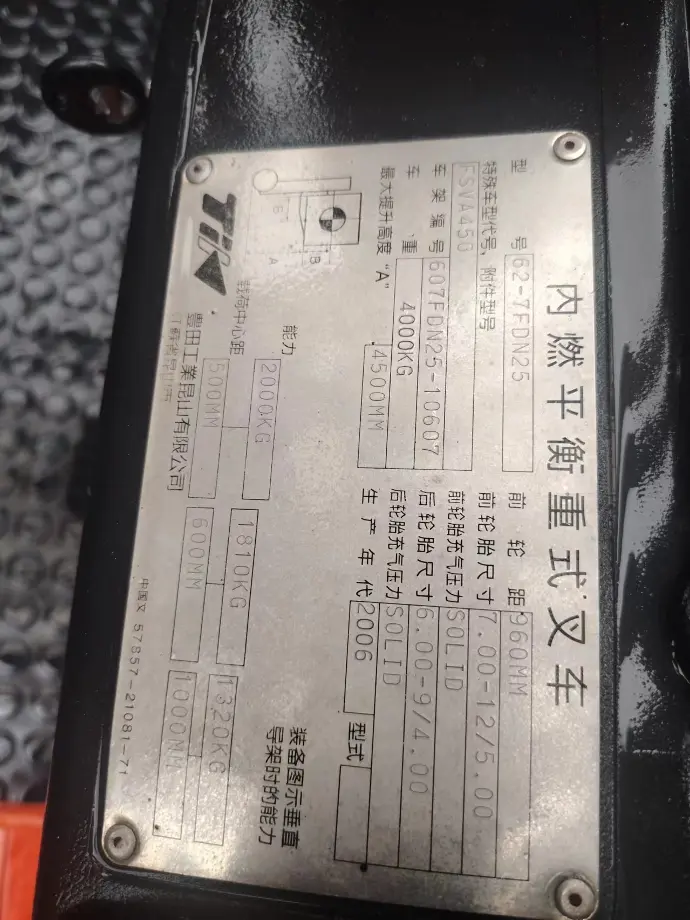 内燃平衡重式叉车
型号 62-7FDN25
特殊车型代号, 附件型号
FSVA450
车架编号 607FDN25-10607
车重 4000KG
最大提升高度 "A" 4500MM
前轮距 960MM
前轮胎尺寸 7.00-12/5.00
前轮胎充气压力 SOLID
后轮胎尺寸 6.00-9/4.00
后轮胎充气压力 SOLID
生产年代 2006 型式
B
B
A
能力 2000KG 1810KG 1320KG
载荷中心距 500MM 600MM 1000MM
装备图示垂直
导架时的能力
豊田工業昆山有限公司
57857-21081-71